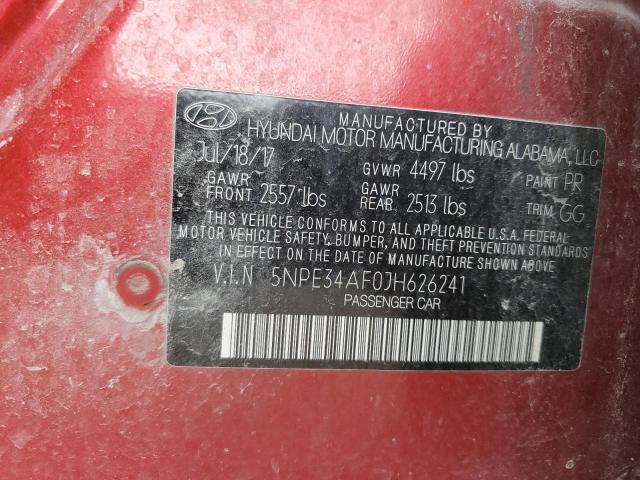 MANUFACTURED BY
HYUNDAI MOTOR MANUFACTURING ALABAMA, LLC
Jul/18/17 GVWR 4497 lbs PAINT PR
GAWR FRONT 2557 lbs GAWR REAR 2513 lbs TRIM GG
THIS VEHICLE CONFORMS TO ALL APPLICABLE U.S.A. FEDERAL
MOTOR VEHICLE SAFETY, BUMPER, AND THEFT PREVENTION STANDARDS
IN EFFECT ON THE DATE OF MANUFACTURE SHOWN ABOVE.
V.I.N 5NPE34AF0JH626241
PASSENGER CAR